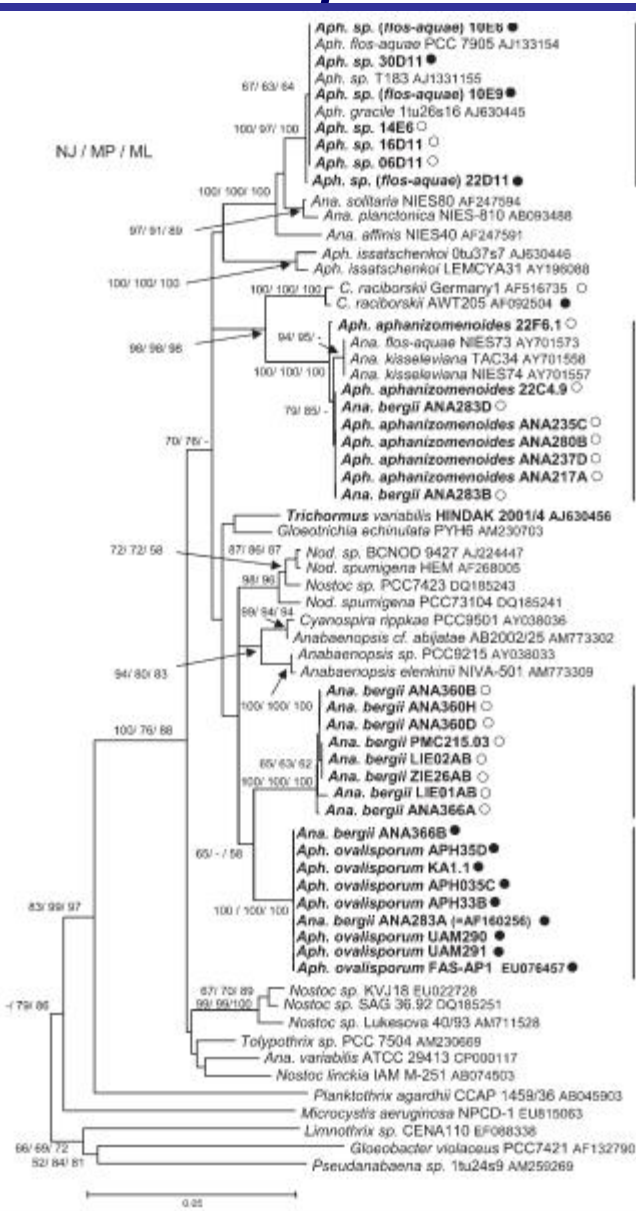 Aph. sp. (flos-aquae) 10E6 ●
Aph. flos-aquae PCC 7905 AJ133154
Aph. sp. 30D11 ●
67/ 63/ 64
Aph. sp. T183 AJ1331155
Aph. sp. (flos-aquae) 10E9 ●
Aph. gracile 1tu26s16 AJ630445
Aph. sp. 14E6 ○
100/ 97/ 100
Aph. sp. 16D11 ○
NJ / MP / ML
Aph. sp. 06D11 ○
Aph. sp. (flos-aquae) 22D11 ●
100/ 100/ 100
Ana. solitaria NIES80 AF247594
Ana. planctonica NIES-810 AB093488
97/ 91/ 89
Ana. affinis NIES40 AF247591
Aph. issatschenkoi 0tu37s7 AJ630446
Aph. issatschenkoi LEMCYA31 AY196088
100/ 100/ 100
100/ 100/ 100
C. raciborskii Germany1 AF516735 ○
C. raciborskii AWT205 AF092504 ●
Aph. aphanizomenoides 22F6.1 ○
94/ 95/ -
Ana. flos-aquae NIES73 AY701573
98/ 98/ 98
Ana. kisseleviana TAC34 AY701558
100/ 100/ 100
Ana. kisseleviana NIES74 AY701557
Aph. aphanizomenoides 22C4.9 ○
79/ 85/ -
Ana. bergii ANA283D ○
Aph. aphanizomenoides ANA235C ○
70/ 76/ -
Aph. aphanizomenoides ANA280B ○
Aph. aphanizomenoides ANA237D ○
Aph. aphanizomenoides ANA217A ○
Ana. bergii ANA283B ○
Trichormus variabilis HINDAK 2001/4 AJ630456
Gloeotrichia echinulata PYH6 AM230703
72/ 72/ 58
87/ 86/ 87
Nod. sp. BCNOD 9427 AJ224447
Nod. spumigena HEM AF268005
98/ 96
Nostoc sp. PCC7423 DQ185243
Nod. spumigena PCC73104 DQ185241
99/ 94/ 94
Cyanospira rippkae PCC9501 AY038036
Anabaenopsis cf. abijatae AB2002/25 AM773302
Anabaenopsis sp. PCC9215 AY038033
94/ 80/ 83
Anabaenopsis elenkinii NIVA-501 AM773309
100/ 100/ 100
Ana. bergii ANA360B ○
Ana. bergii ANA360H ○
Ana. bergii ANA360D ○
100/ 76/ 88
Ana. bergii PMC215.03 ○
65/ 63/ 62
Ana. bergii LIE02AB ○
100/ 100/ 100
Ana. bergii ZIE26AB ○
Ana. bergii LIE01AB ○
Ana. bergii ANA366A ○
65/ - / 58
Ana. bergii ANA366B ●
Aph. ovalisporum APH35D ●
Aph. ovalisporum KA1.1 ●
Aph. ovalisporum APH035C ●
83/ 99/ 97
100 / 100/ 100
Aph. ovalisporum APH33B ●
Ana. bergii ANA283A (=AF160256) ●
Aph. ovalisporum UAM290 ●
Aph. ovalisporum UAM291 ●
Aph. ovalisporum FAS-AP1 EU076457 ●
67/ 70/ 89
Nostoc sp. KVJ18 EU022728
-/ 79/ 86
99/ 99/100
Nostoc sp. SAG 36.92 DQ185251
Nostoc sp. Lukesova 40/93 AM711528
Tolypothrix sp. PCC 7504 AM230669
Ana. variabilis ATCC 29413 CP000117
Nostoc linckia IAM M-251 AB074503
Planktothrix agardhii CCAP 1459/36 AB045903
Microcystis aeruginosa NPCD-1 EU815063
Limnothrix sp. CENA110 EF088338
66/ 69/ 72
Gloeobacter violaceus PCC7421 AF132790
52/ 84/ 81
Pseudanabaena sp. 1tu24s9 AM259269
0.05